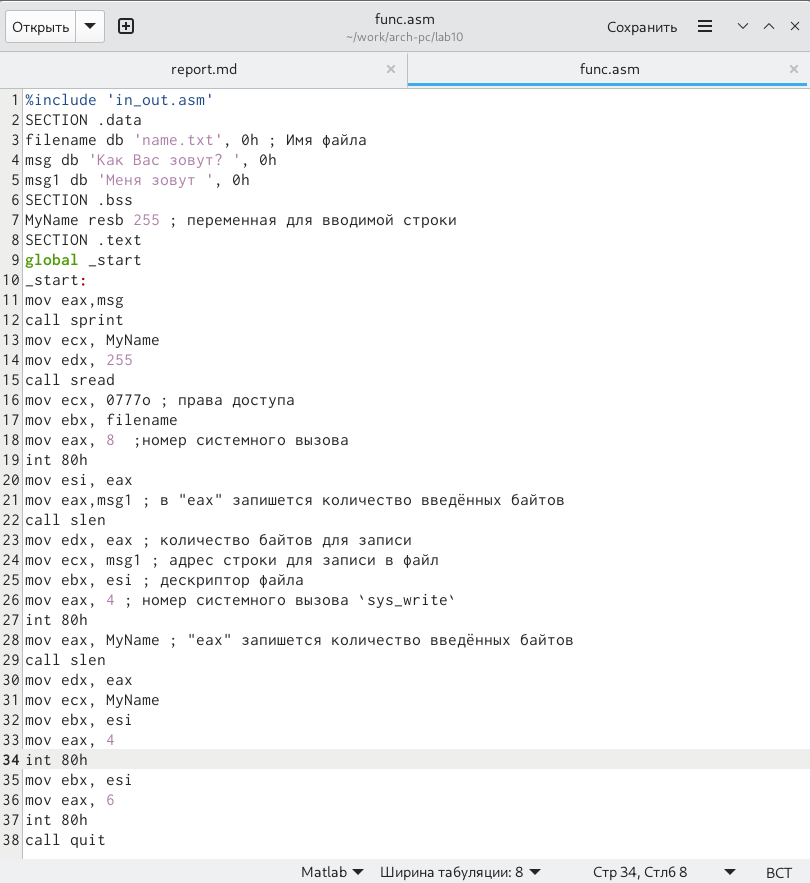 Открыть
func.asm
~/work/arch-pc/lab10
Сохранить
report.md
func.asm
1 %include 'in_out.asm'
2 SECTION .data
3 filename db 'name.txt', 0h ; Имя файла
4 msg db 'Как Вас зовут? ', 0h
5 msg1 db 'Меня зовут ', 0h
6 SECTION .bss
7 MyName resb 255 ; переменная для вводимой строки
8 SECTION .text
9 global _start
10 _start:
11 mov eax,msg
12 call sprint
13 mov ecx, MyName
14 mov edx, 255
15 call sread
16 mov ecx, 0777o ; права доступа
17 mov ebx, filename
18 mov eax, 8  ;номер системного вызова
19 int 80h
20 mov esi, eax
21 mov eax,msg1 ; в "eax" запишется количество введённых байтов
22 call slen
23 mov edx, eax ; количество байтов для записи
24 mov ecx, msg1 ; адрес строки для записи в файл
25 mov ebx, esi ; дескриптор файла
26 mov eax, 4 ; номер системного вызова `sys_write`
27 int 80h
28 mov eax, MyName ; "eax" запишется количество введённых байтов
29 call slen
30 mov edx, eax
31 mov ecx, MyName
32 mov ebx, esi
33 mov eax, 4
34 int 80h
35 mov ebx, esi
36 mov eax, 6
37 int 80h
38 call quit
Matlab Ширина табуляции: 8 Стр 34, Стлб 8 ВСТ